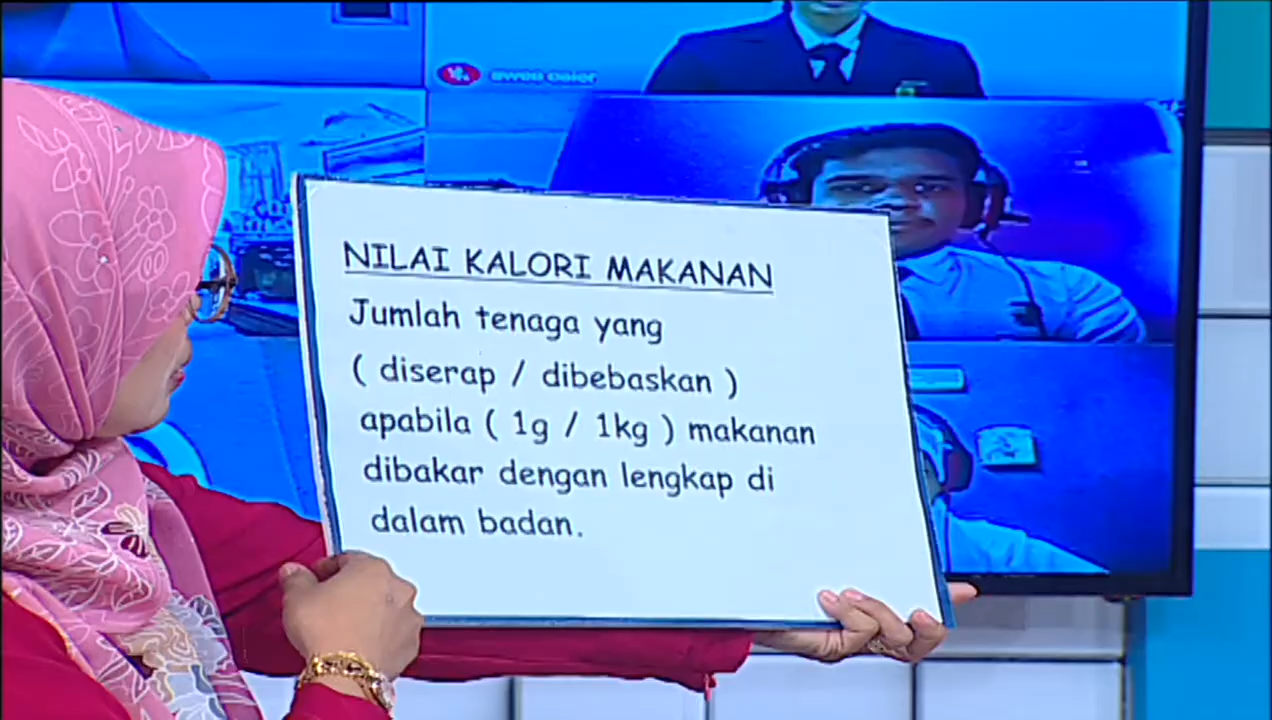 NILAI KALORI MAKANAN
Jumlah tenaga yang
( diserap / dibebaskan )
apabila ( 1g / 1kg ) makanan
dibakar dengan lengkap di
dalam badan.